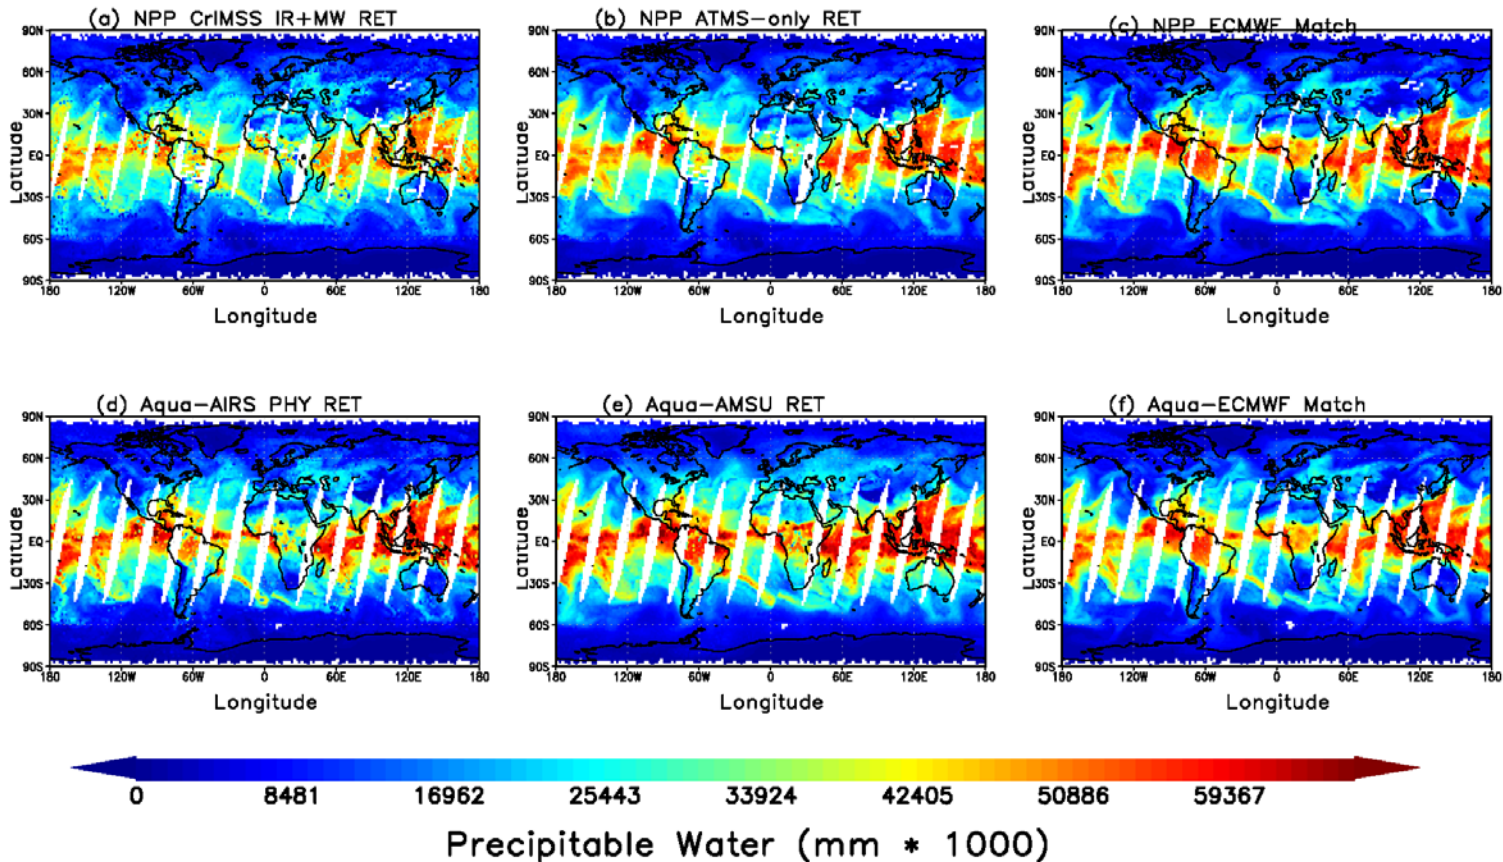 (a) NPP CrIMSS IR+MW RET
(b) NPP ATMS-only RET
(c) NPP ECMWF Match
90N
60N
30N
EQ
30S
60S
90S
Latitude
180 120W 60W 0 60E 120E 180
Longitude
90N
60N
30N
EQ
30S
60S
90S
Latitude
180 120W 60W 0 60E 120E 180
Longitude
90N
60N
30N
EQ
30S
60S
90S
Latitude
180 120W 60W 0 60E 120E 180
Longitude
(d) Aqua-AIRS PHY RET
(e) Aqua-AMSU RET
(f) Aqua-ECMWF Match
90N
60N
30N
EQ
30S
60S
90S
Latitude
180 120W 60W 0 60E 120E 180
Longitude
90N
60N
30N
EQ
30S
60S
90S
Latitude
180 120W 60W 0 60E 120E 180
Longitude
90N
60N
30N
EQ
30S
60S
90S
Latitude
180 120W 60W 0 60E 120E 180
Longitude
0 8481 16962 25443 33924 42405 50886 59367
Precipitable Water (mm * 1000)